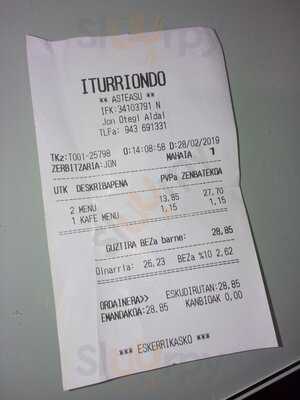 ITURRIONDO
** ASTEASU **
IFK:34103791 N
Jon Otegi Aldai
TLFa: 943 691331
TKz:T001-25798 O:14:08:58 D:28/02/2019
ZERBITZARIA:JON MAHAIA 1
UTK DESKRIBAPENA PVPa ZENBATEKOA
2 MENU 13,85 27,70
1 KAFE MENU 1,15 1,15
GUZTIRA BEZa barne: 28,85
Oinarria: 26,23 BEZa %10 2,62
ORDAINERA>> ESKUDIRUTAN:28,85
EMANDAKOA:28,85 KANBIOAK 0,00
*** ESKERRIKASKO ***
Sluurpy